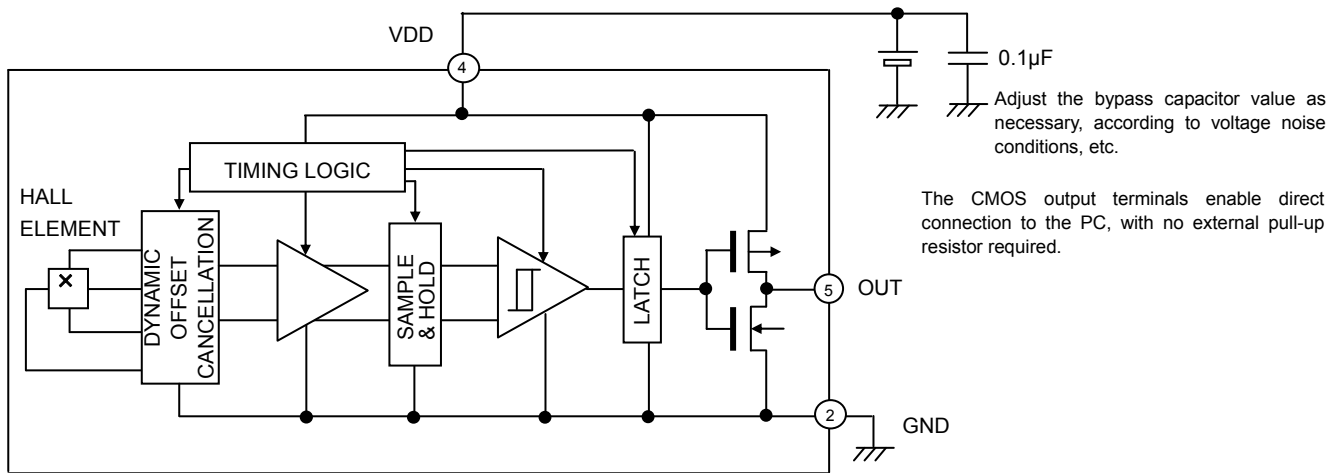 VDD
4
0.1µF
Adjust the bypass capacitor value as
necessary, according to voltage noise
conditions, etc.
The CMOS output terminals enable direct
connection to the PC, with no external pull-up
resistor required.
TIMING LOGIC
HALL
ELEMENT
×
DYNAMIC
OFFSET
CANCELLATION
SAMPLE
& HOLD
LATCH
5
OUT
2
GND